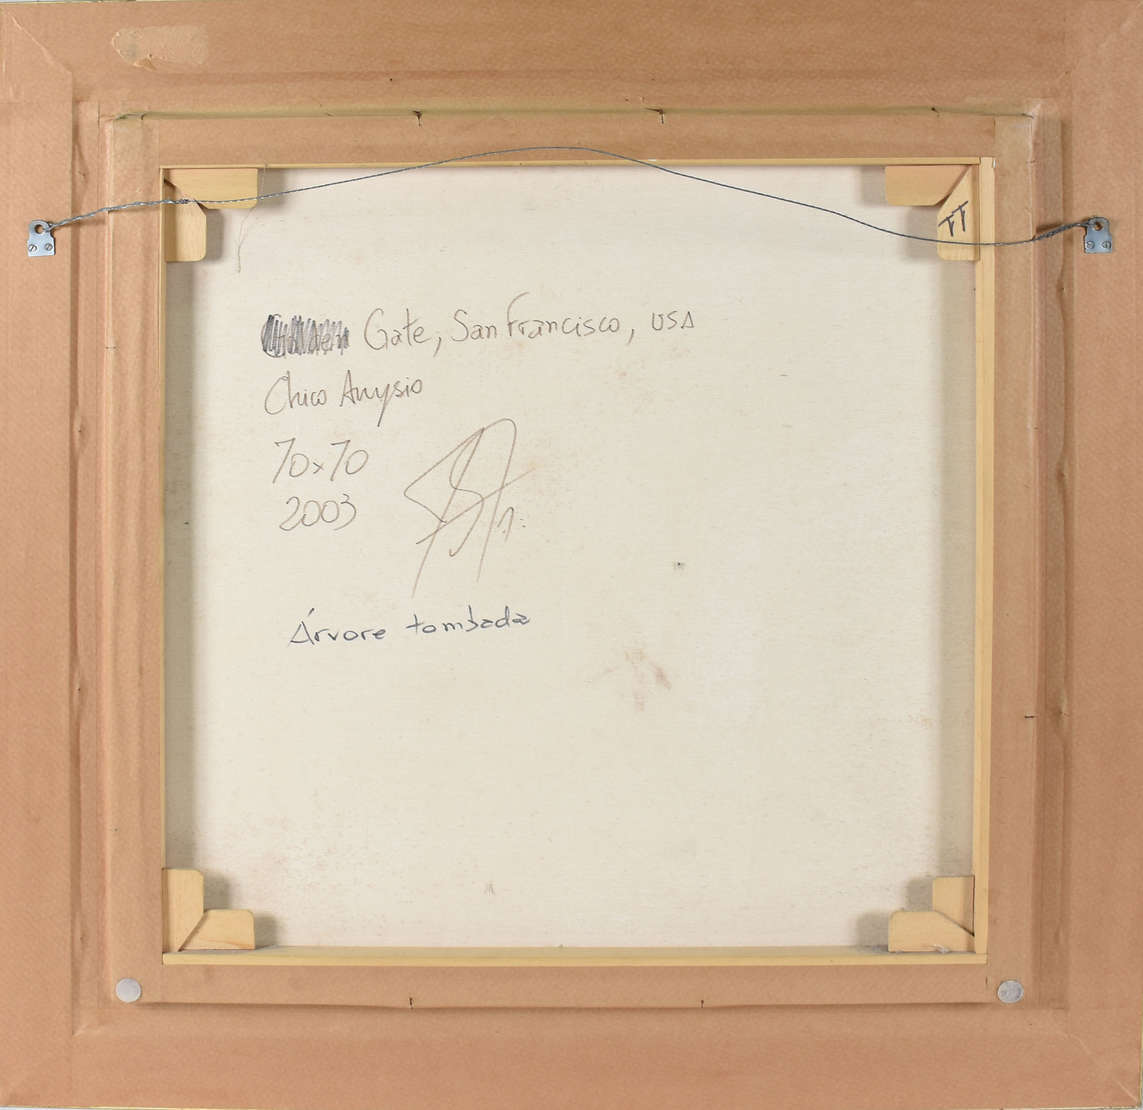 Gate, San Francisco, USA
Chico Anysio
70x70
2003
Árvore tombada